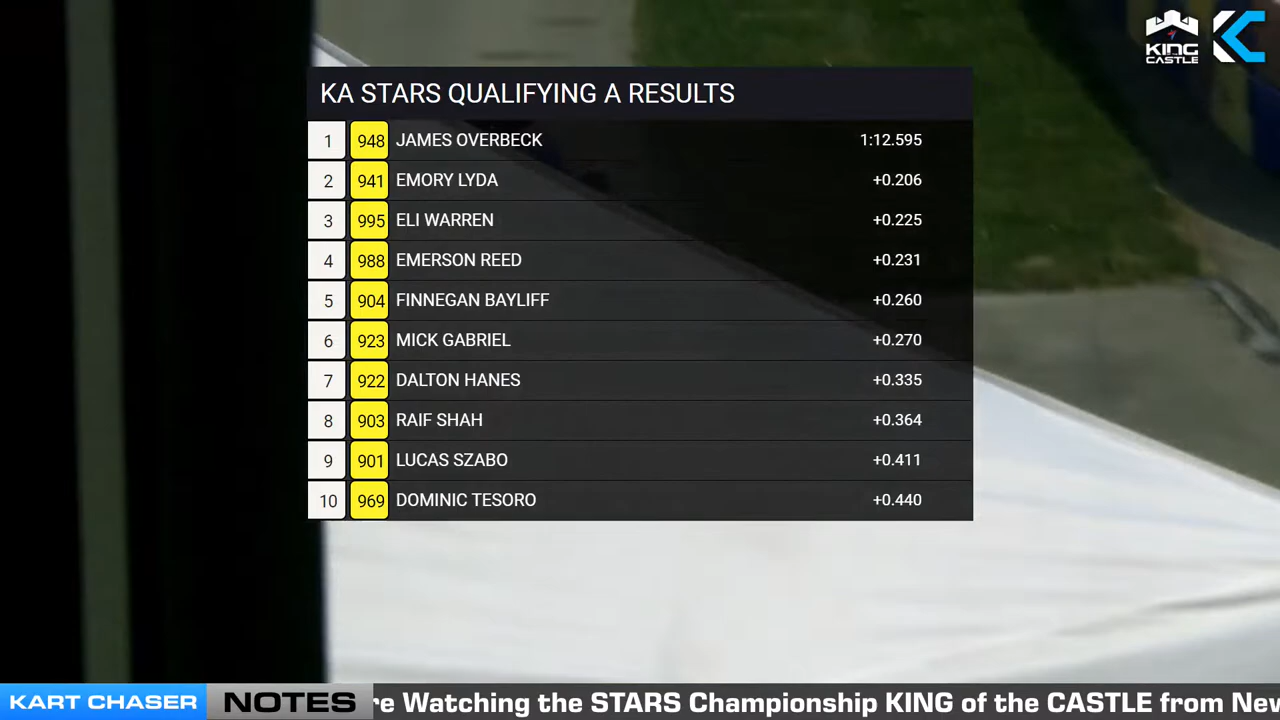 KING
CASTLE
KC
KA STARS QUALIFYING A RESULTS
1 948 JAMES OVERBECK 1:12.595
2 941 EMORY LYDA +0.206
3 995 ELI WARREN +0.225
4 988 EMERSON REED +0.231
5 904 FINNEGAN BAYLIFF +0.260
6 923 MICK GABRIEL +0.270
7 922 DALTON HANES +0.335
8 903 RAIF SHAH +0.364
9 901 LUCAS SZABO +0.411
10 969 DOMINIC TESORO +0.440
KART CHASER NOTES re Watching the STARS Championship KING of the CASTLE from New